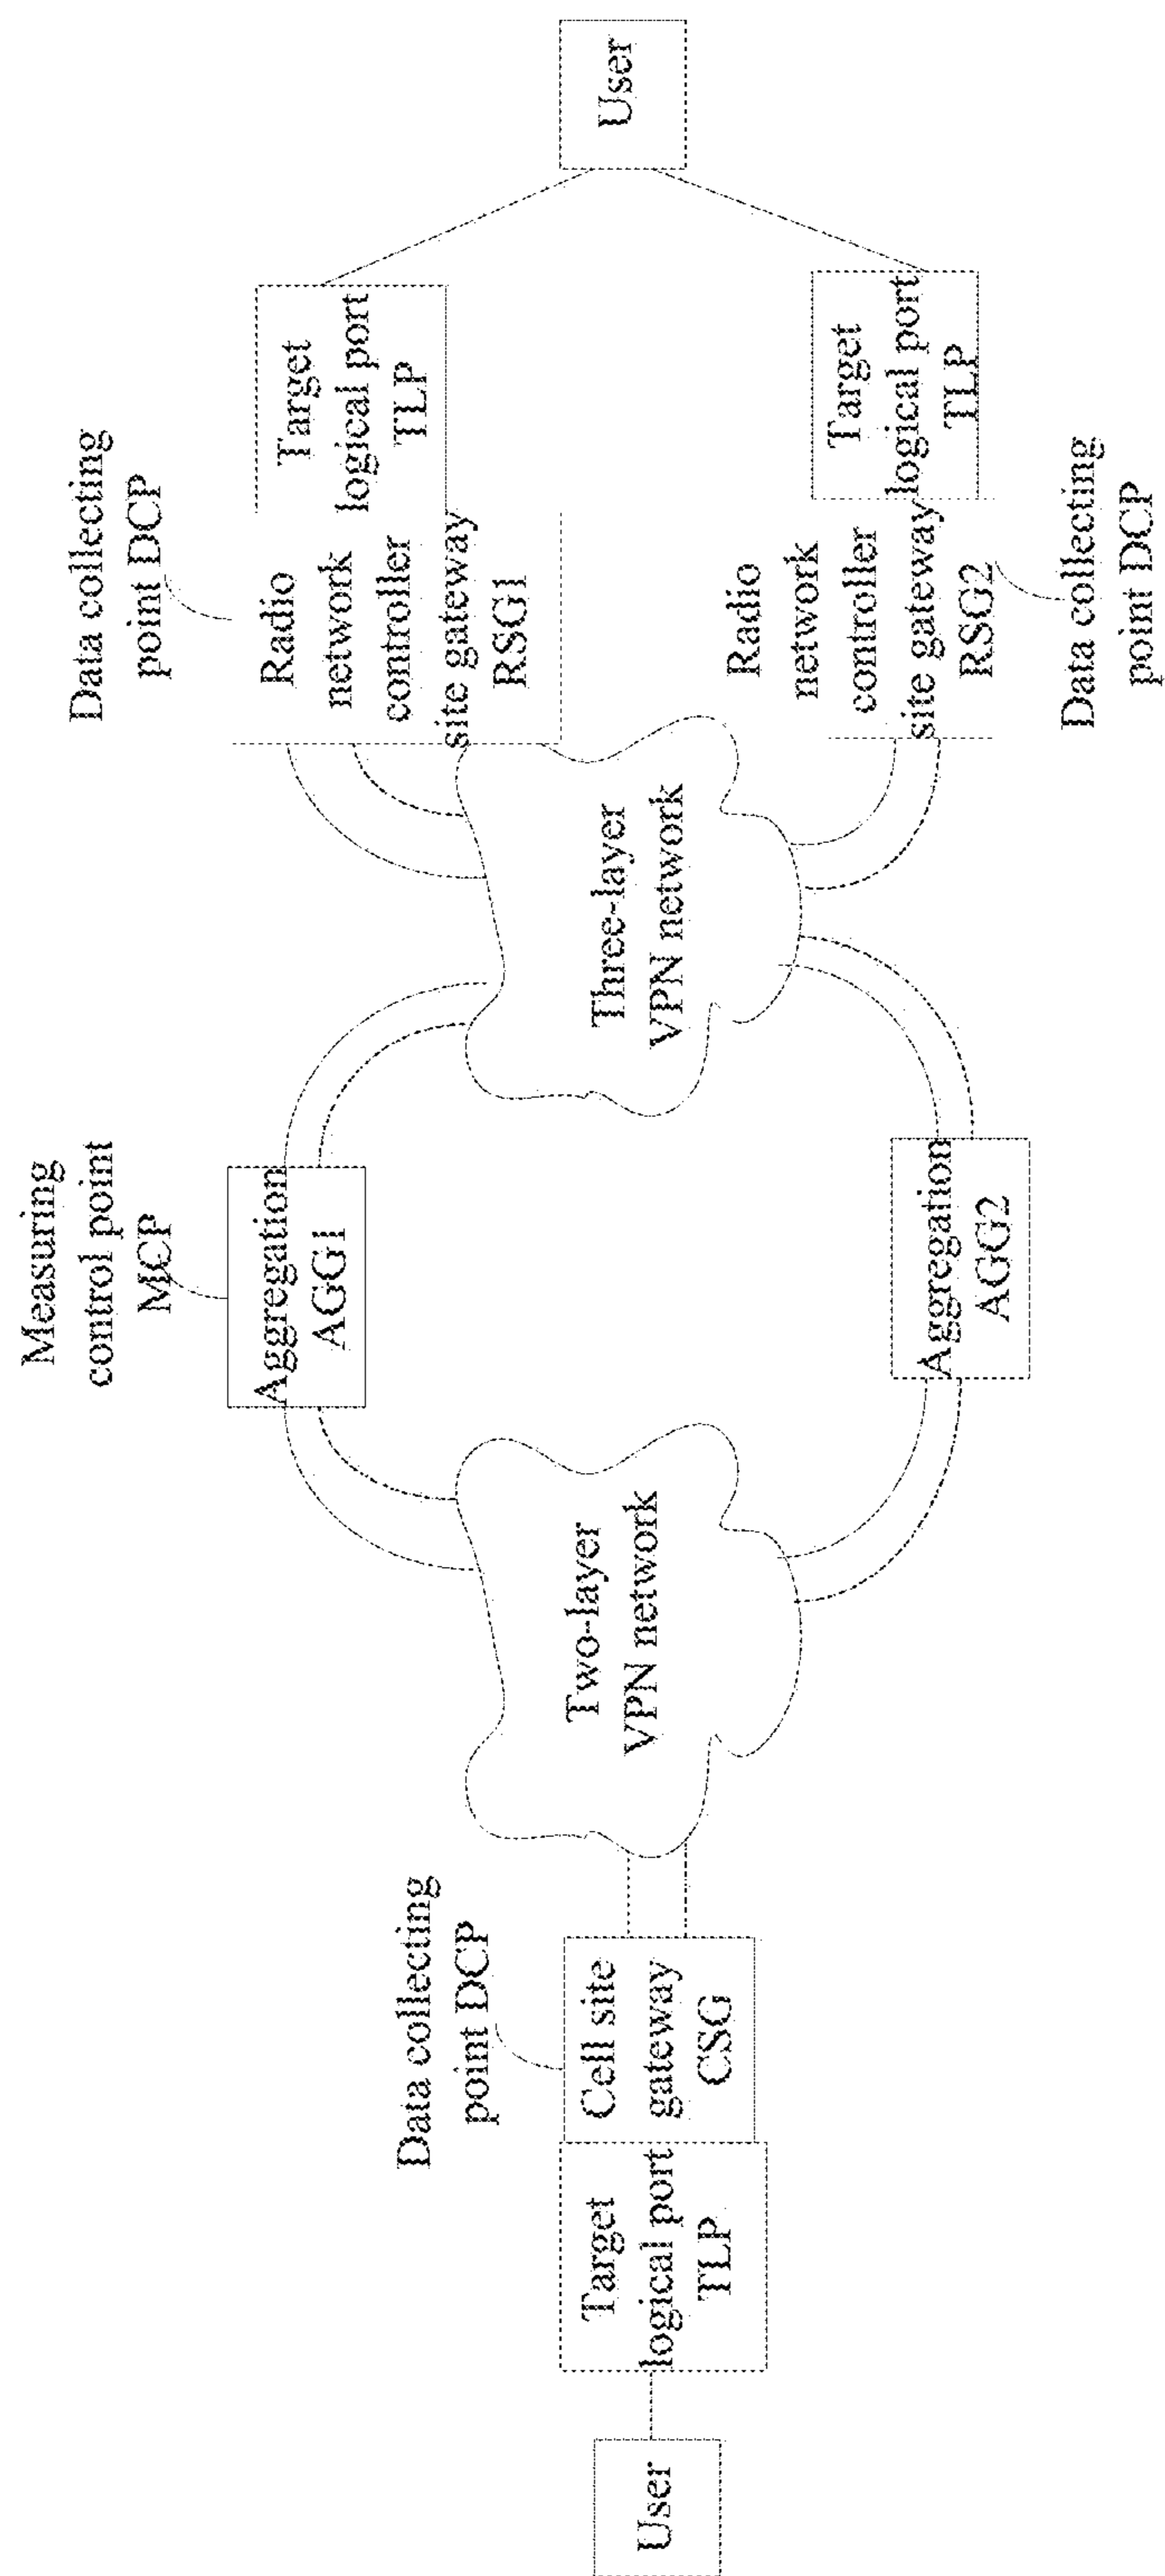 User
Target
logical port
TLP
Cell site
gateway
CSG
Data collecting
point DCP
Two-layer
VPN network
Measuring
control point
MCP
Aggregation
AGG1
Aggregation
AGG2
Three-layer
VPN network
Data collecting
point DCP
Radio
network
controller
site gateway
RSG1
Target
logical port
TLP
Radio
network
controller
site gateway
RSG2
Target
logical port
TLP
Data collecting
point DCP
User